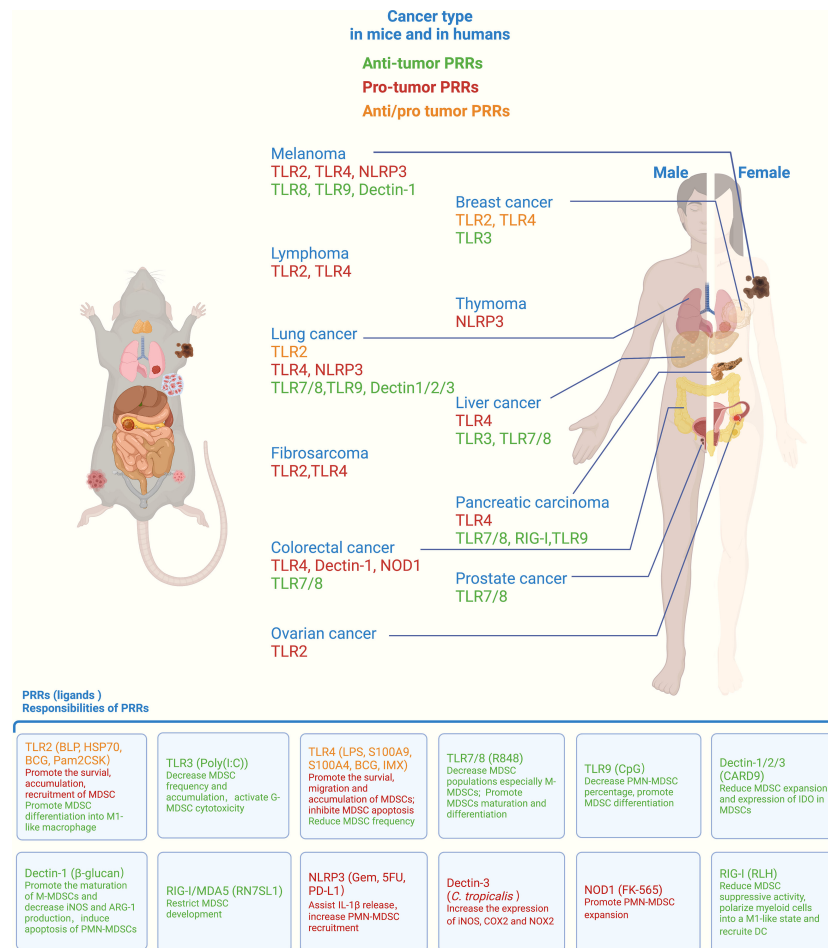 Cancer type
in mice and in humans
Anti-tumor PRRs
Pro-tumor PRRs
Anti/pro tumor PRRs
Melanoma
TLR2, TLR4, NLRP3
TLR8, TLR9, Dectin-1
Male
Female
Breast cancer
TLR2, TLR4
TLR3
Lymphoma
TLR2, TLR4
Thymoma
NLRP3
Lung cancer
TLR2
TLR4, NLRP3
TLR7/8,TLR9, Dectin1/2/3
Liver cancer
TLR4
TLR3, TLR7/8
Fibrosarcoma
TLR2,TLR4
Pancreatic carcinoma
TLR4
TLR7/8, RIG-I,TLR9
Colorectal cancer
TLR4, Dectin-1, NOD1
TLR7/8
Prostate cancer
TLR7/8
Ovarian cancer
TLR2
PRRs (ligands )
Responsibilities of PRRs
TLR2 (BLP, HSP70,
BCG, Pam2CSK)
Promote the survial,
accumulation,
recruitment of MDSC
Promote MDSC
differentiation into M1-
like macrophage
TLR3 (Poly(I:C))
Decrease MDSC
frequency and
accumulation, activate G-
MDSC cytotoxicity
TLR4 (LPS, S100A9,
S100A4, BCG, IMX)
Promote the survial,
migration and
accumulation of MDSCs;
inhibite MDSC apoptosis
Reduce MDSC frequency
TLR7/8 (R848)
Decrease MDSC
populations especially M-
MDSCs; Promote
MDSCs maturation and
differentiation
TLR9 (CpG)
Decrease PMN-MDSC
percentage, promote
MDSC differentiation
Dectin-1/2/3
(CARD9)
Reduce MDSC expansion
and expression of IDO in
MDSCs
Dectin-1 (β-glucan)
Promote the maturation
of M-MDSCs and
decrease iNOS and ARG-1
production, induce
apoptosis of PMN-MDSCs
RIG-I/MDA5 (RN7SL1)
Restrict MDSC
development
NLRP3 (Gem, 5FU,
PD-L1)
Assist IL-1β release,
increase PMN-MDSC
recruitment
Dectin-3
(C. tropicalis )
Increase the expression
of iNOS, COX2 and NOX2
NOD1 (FK-565)
Promote PMN-MDSC
expansion
RIG-I (RLH)
Reduce MDSC
suppressive activity,
polarize myeloid cells
into a M1-like state and
recruite DC